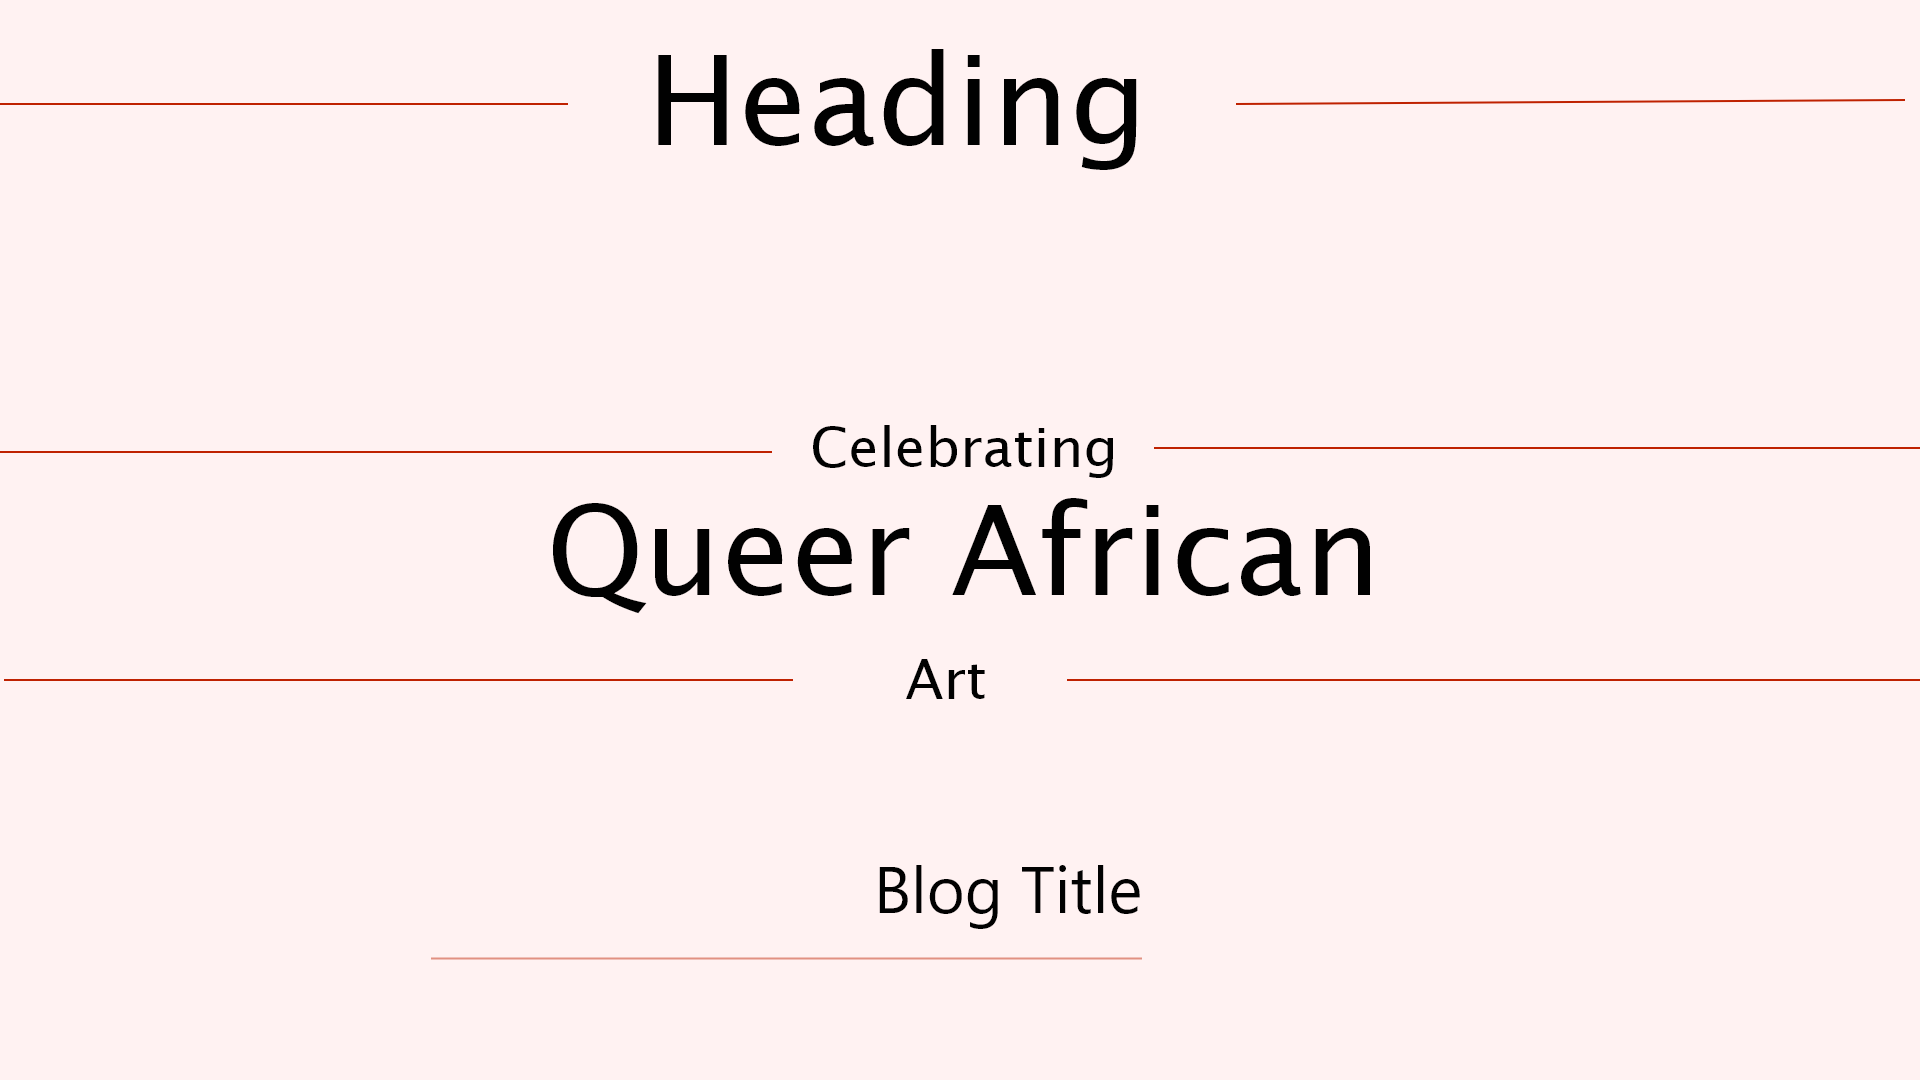 Heading
Celebrating
Queer African
Art
Blog Title